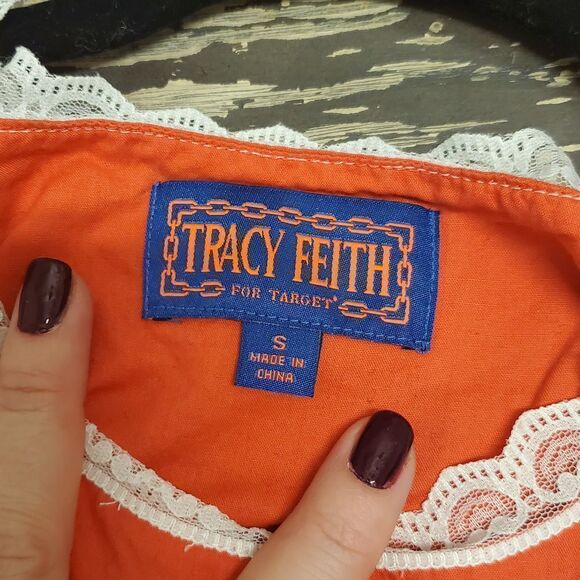 TRACY FEITH
FOR TARGET®
S
MADE IN
CHINA